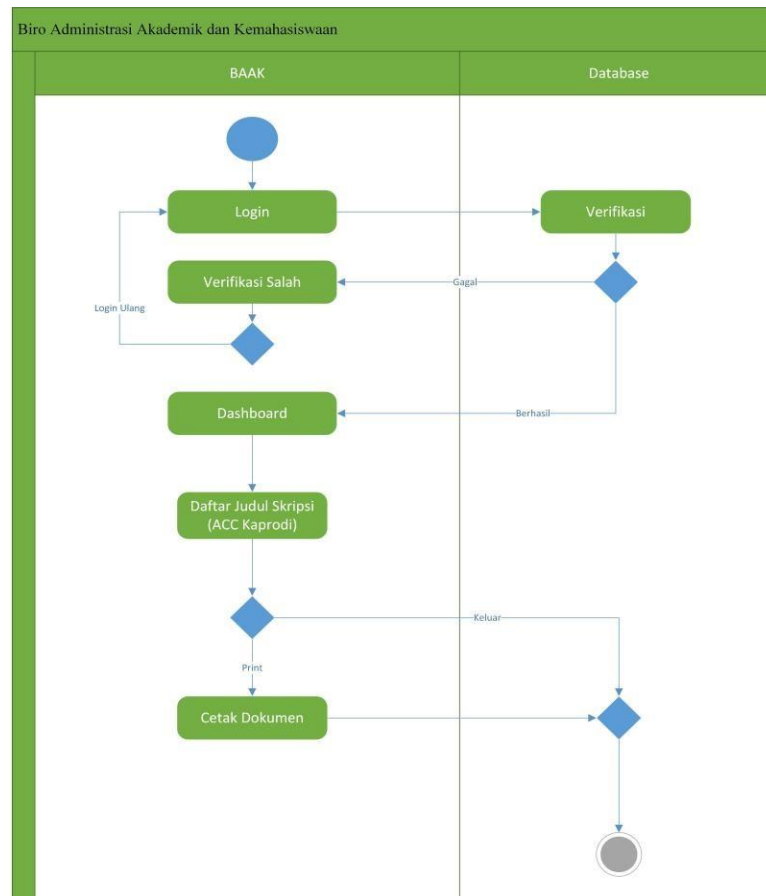 Biro Administrasi Akademik dan Kemahasiswaan
BAAK
Database
Login
Verifikasi
Verifikasi Salah
Gagal
Login Ulang
Dashboard
Berhasil
Daftar Judul Skripsi
(ACC Kaprodi)
Keluar
Print
Cetak Dokumen